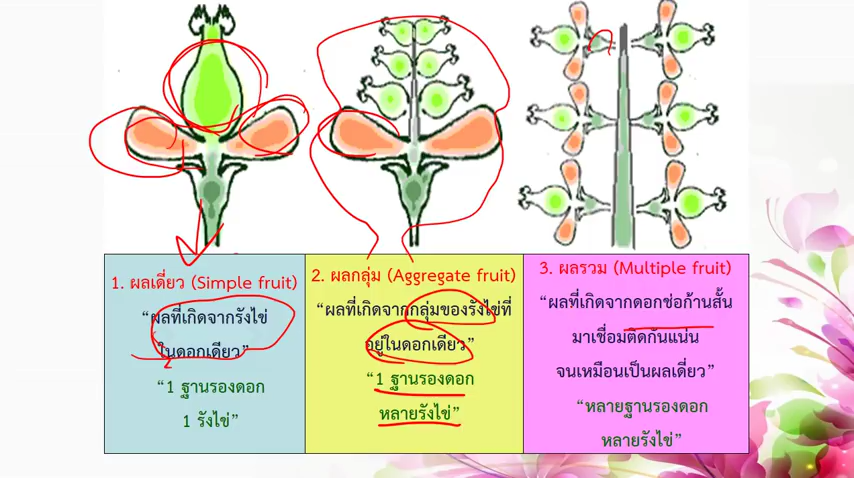 1. ผลเดี่ยว (Simple fruit)
“ผลที่เกิดจากรังไข่
ในดอกเดียว”
“1 ฐานรองดอก
1 รังไข่”
2. ผลกลุ่ม (Aggregate fruit)
“ผลที่เกิดจากกลุ่มของรังไข่ที่
อยู่ในดอกเดียว”
“1 ฐานรองดอก
หลายรังไข่”
3. ผลรวม (Multiple fruit)
“ผลที่เกิดจากดอกช่อก้านสั้น
มาเชื่อมติดกันแน่น
จนเหมือนเป็นผลเดี่ยว”
“หลายฐานรองดอก
หลายรังไข่”